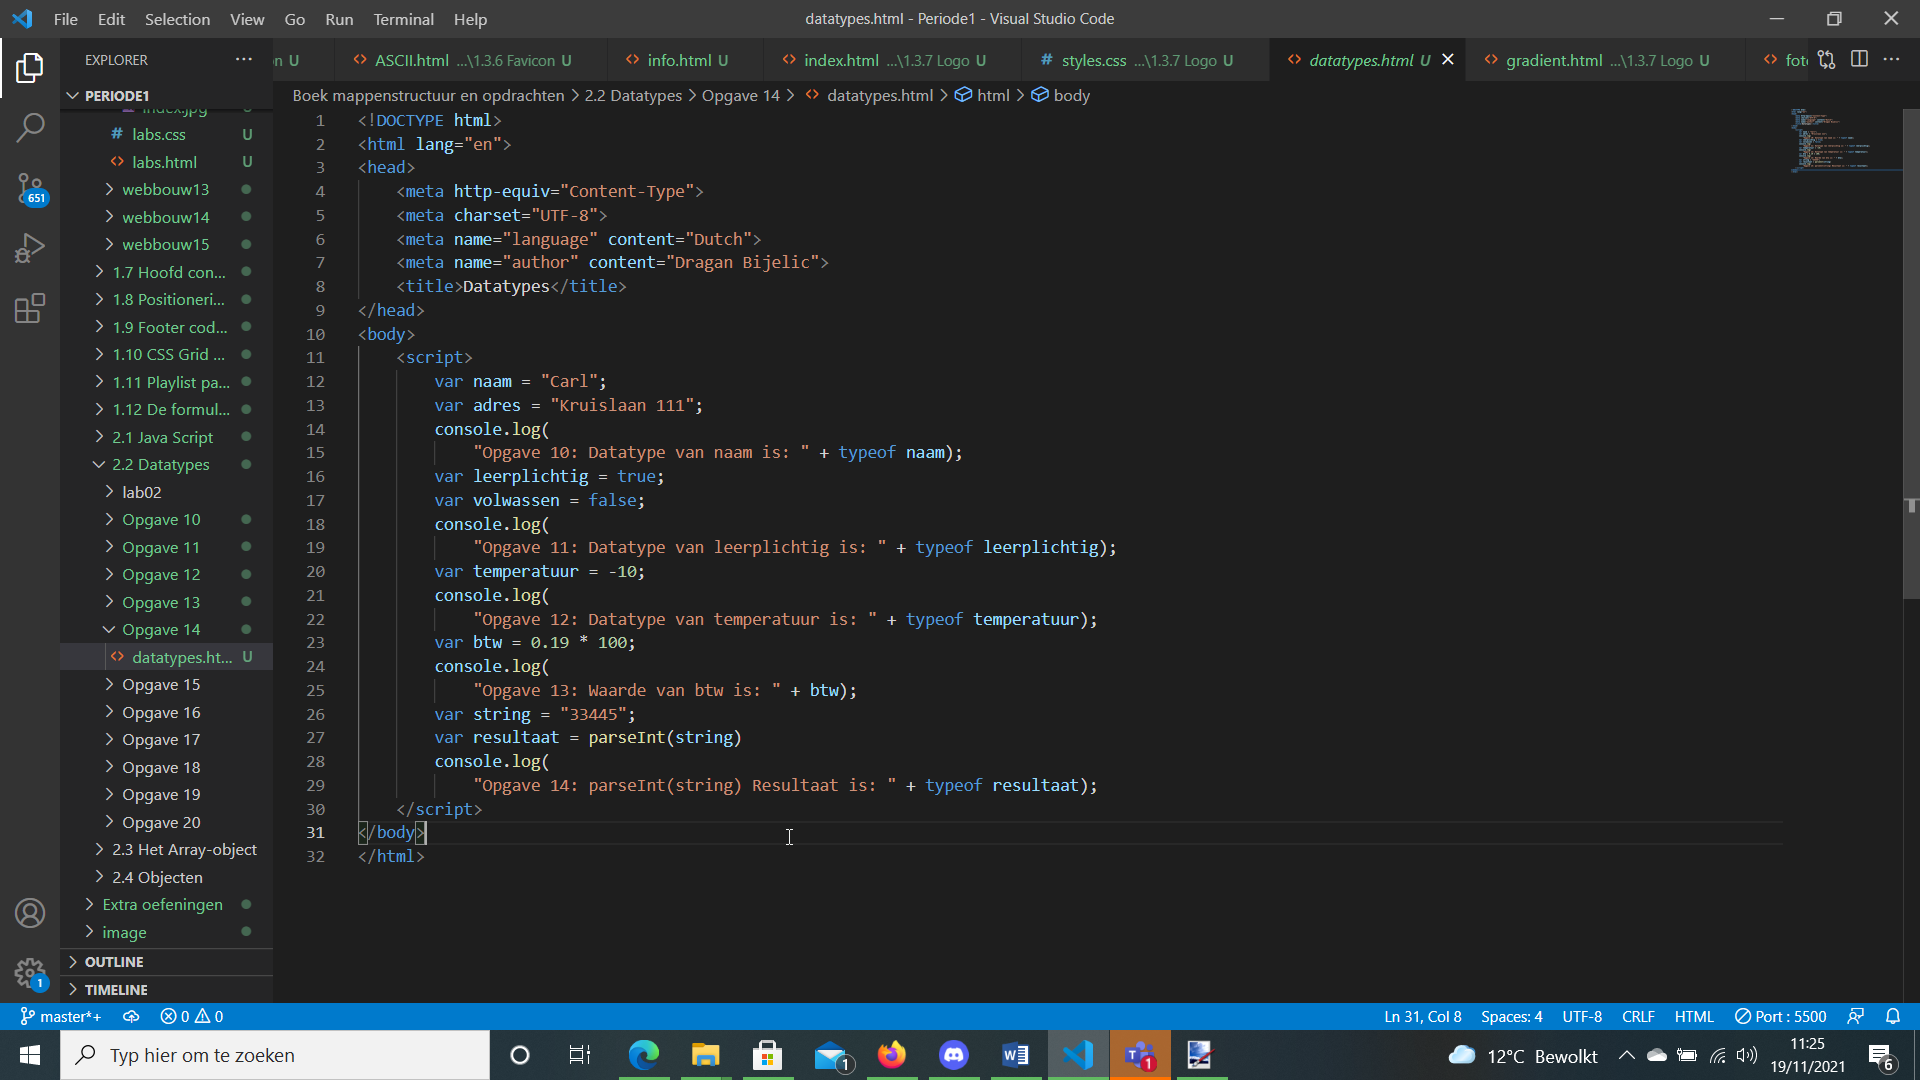 File Edit Selection View Go Run Terminal Help
datatypes.html - Periode1 - Visual Studio Code
EXPLORER
U
ASCII.html ...\1.3.6 Favicon U
info.html U
index.html ...\1.3.7 Logo U
# styles.css ...\1.3.7 Logo U
datatypes.html U
gradient.html ...\1.3.7 Logo U
PERIODE1
Boek mappenstructuur en opdrachten > 2.2 Datatypes > Opgave 14 > datatypes.html > html > body
index.jpg
# labs.css U
labs.html U
webbouw13
webbouw14
webbouw15
1.7 Hoofd con...
1.8 Positioneri...
1.9 Footer cod...
1.10 CSS Grid ...
1.11 Playlist pa...
1.12 De formul...
2.1 Java Script
2.2 Datatypes
lab02
Opgave 10
Opgave 11
Opgave 12
Opgave 13
Opgave 14
datatypes.ht... U
Opgave 15
Opgave 16
Opgave 17
Opgave 18
Opgave 19
Opgave 20
2.3 Het Array-object
2.4 Objecten
Extra oefeningen
image
OUTLINE
TIMELINE
651
1
1 <!DOCTYPE html>
2 <html lang="en">
3 <head>
4 <meta http-equiv="Content-Type">
5 <meta charset="UTF-8">
6 <meta name="language" content="Dutch">
7 <meta name="author" content="Dragan Bijelic">
8 <title>Datatypes</title>
9 </head>
10 <body>
11 <script>
12 var naam = "Carl";
13 var adres = "Kruislaan 111";
14 console.log(
15 "Opgave 10: Datatype van naam is: " + typeof naam);
16 var leerplichtig = true;
17 var volwassen = false;
18 console.log(
19 "Opgave 11: Datatype van leerplichtig is: " + typeof leerplichtig);
20 var temperatuur = -10;
21 console.log(
22 "Opgave 12: Datatype van temperatuur is: " + typeof temperatuur);
23 var btw = 0.19 * 100;
24 console.log(
25 "Opgave 13: Waarde van btw is: " + btw);
26 var string = "33445";
27 var resultaat = parseInt(string)
28 console.log(
29 "Opgave 14: parseInt(string) Resultaat is: " + typeof resultaat);
30 </script>
31 </body>
32 </html>
master*+ 0 0
Ln 31, Col 8 Spaces: 4 UTF-8 CRLF HTML Port : 5500
Typ hier om te zoeken
1
1
12°C Bewolkt
11:25
19/11/2021
6